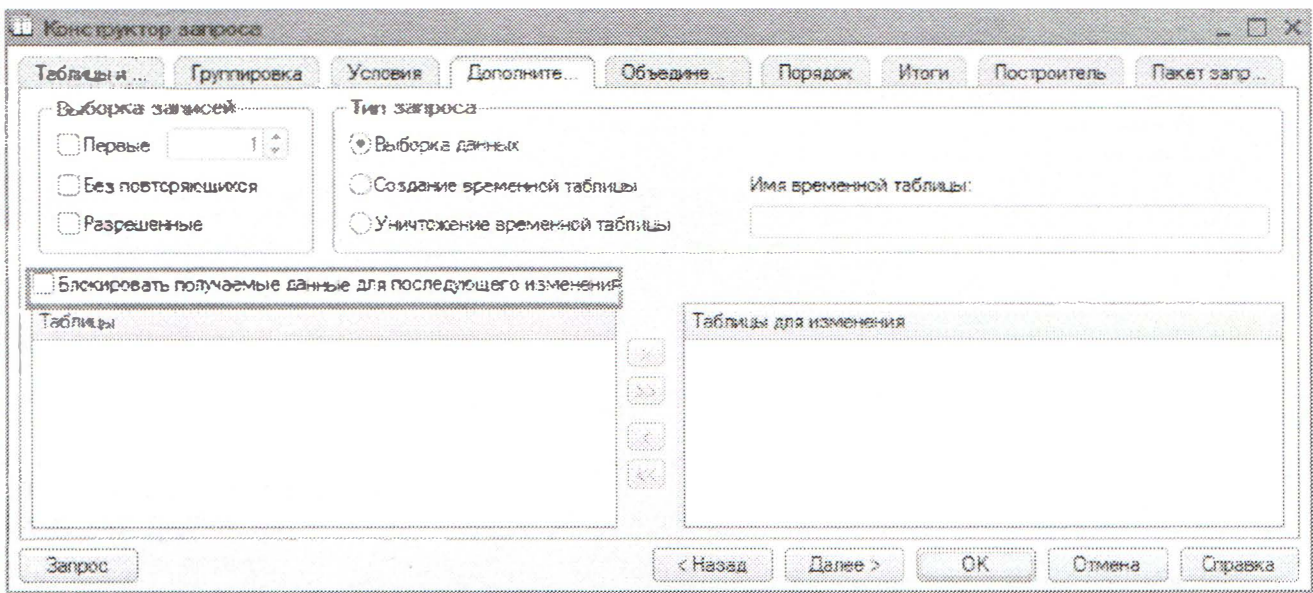 Конструктор запроса
Таблицы и ... Группировка Условия Дополните... Объедине... Порядок Итоги Построитель Пакет запр...
Выборка записей
Тип запроса
Первые 1
Выборка данных
Без повторяющихся
Создание временной таблицы
Имя временной таблицы:
Разрешенные
Уничтожение временной таблицы
Блокировать получаемые данные для последующего изменения
Таблицы
Таблицы для изменения
>
>>
<
<<
Запрос < Назад Далее > ОК Отмена Справка